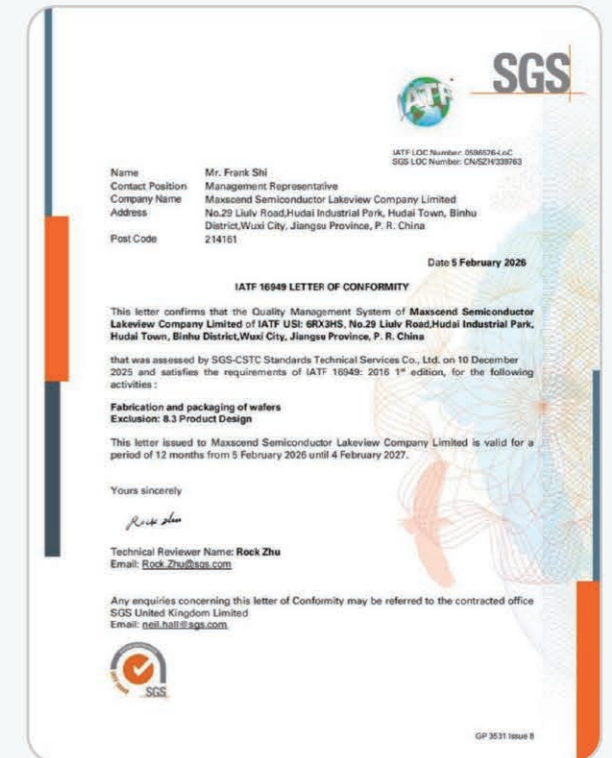 SGS
IATF
IATF LOC Number: 0596576-LoC
SGS LOC Number: CN/SZH/339763
Name Mr. Frank Shi
Contact Position Management Representative
Company Name Maxscend Semiconductor Lakeview Company Limited
Address No.29 Liulv Road,Hudai Industrial Park, Hudai Town, Binhu
District,Wuxi City, Jiangsu Province, P. R. China
Post Code 214161
Date 5 February 2026
IATF 16949 LETTER OF CONFORMITY
This letter confirms that the Quality Management System of Maxscend Semiconductor
Lakeview Company Limited of IATF USI: 6RX3HS, No.29 Liulv Road,Hudai Industrial Park,
Hudai Town, Binhu District,Wuxi City, Jiangsu Province, P. R. China
that was assessed by SGS-CSTC Standards Technical Services Co., Ltd. on 10 December
2025 and satisfies the requirements of IATF 16949: 2016 1st edition, for the following
activities :
Fabrication and packaging of wafers
Exclusion: 8.3 Product Design
This letter issued to Maxscend Semiconductor Lakeview Company Limited is valid for a
period of 12 months from 5 February 2026 until 4 February 2027.
Yours sincerely
Rock zhu
Technical Reviewer Name: Rock Zhu
Email: Rock.Zhu@sgs.com
Any enquiries concerning this letter of Conformity may be referred to the contracted office
SGS United Kingdom Limited
Email: neil.hall@sgs.com
SGS
GP 3531 Issue 8